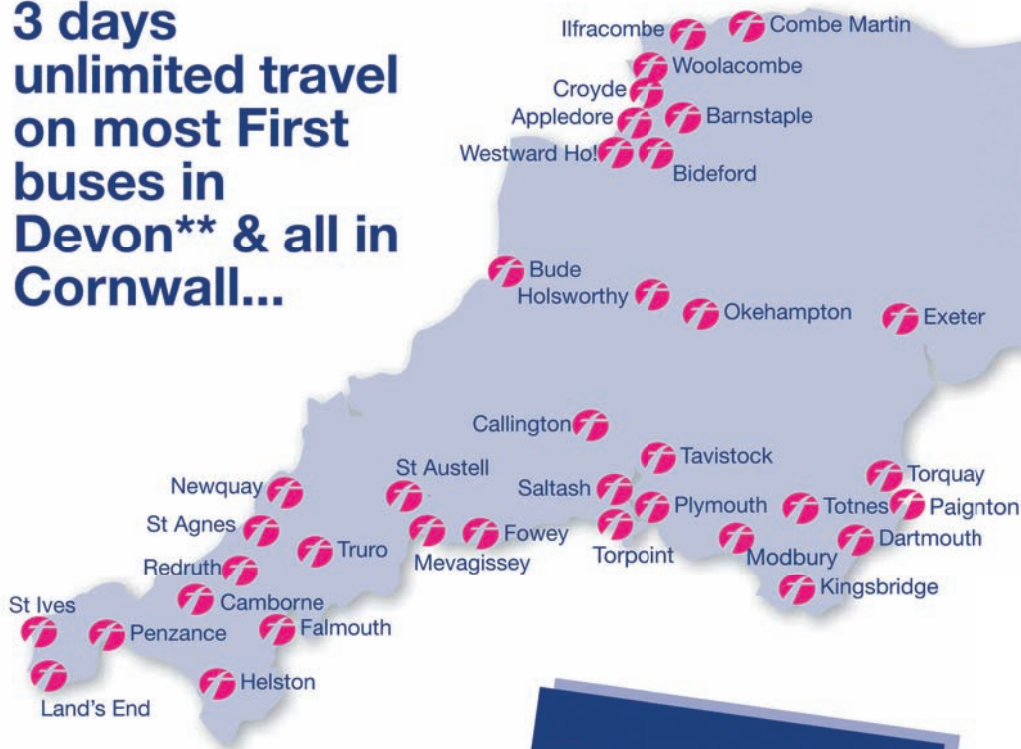 3 days
unlimited travel
on most First
buses in
Devon** & all in
Cornwall...
Ilfracombe
Combe Martin
Woolacombe
Croyde
Appledore
Barnstaple
Westward Ho!
Bideford
Bude
Holsworthy
Okehampton
Exeter
Callington
Tavistock
St Austell
Newquay
Saltash
Torquay
Plymouth
Totnes
Paignton
St Agnes
Truro
Fowey
Mevagissey
Torpoint
Modbury
Dartmouth
Redruth
Kingsbridge
Camborne
St Ives
Penzance
Falmouth
Helston
Land's End